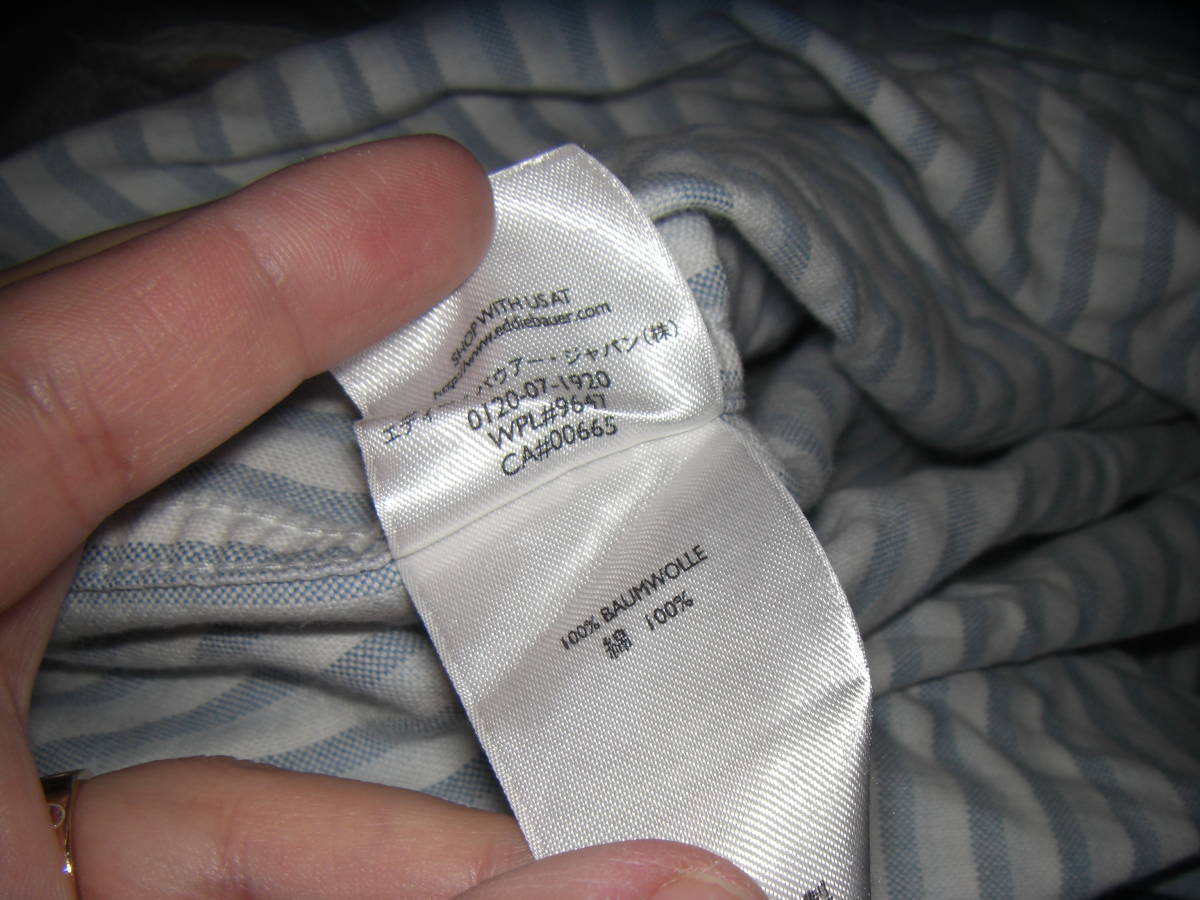 SHOP WITH US AT
http://www.eddiebauer.com
エディー・バウアー・ジャパン(株)
0120-07-1920
WPL#9647
CA#00665
100% BAUMWOLLE
綿 100%